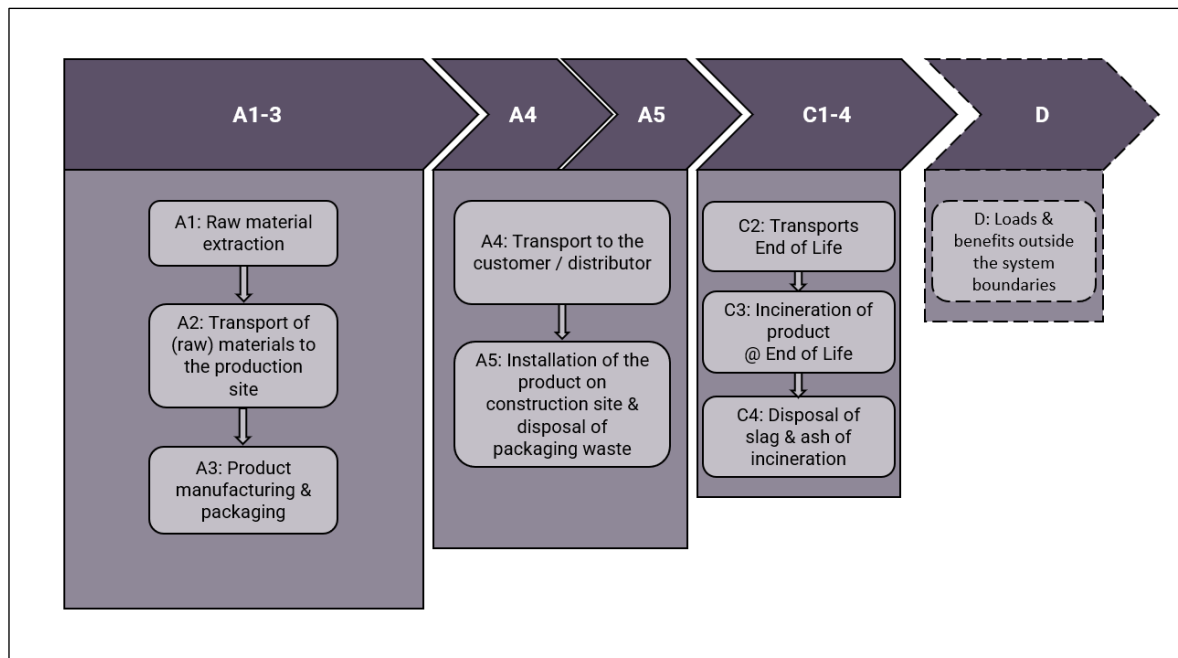 A1-3
A4
A5
C1-4
D
A1: Raw material
extraction
A2: Transport of
(raw) materials to
the production
site
A3: Product
manufacturing &
packaging
A4: Transport to the
customer / distributor
A5: Installation of the
product on
construction site &
disposal of
packaging waste
C2: Transports
End of Life
C3: Incineration of
product
@ End of Life
C4: Disposal of
slag & ash of
incineration
D: Loads &
benefits outside
the system
boundaries